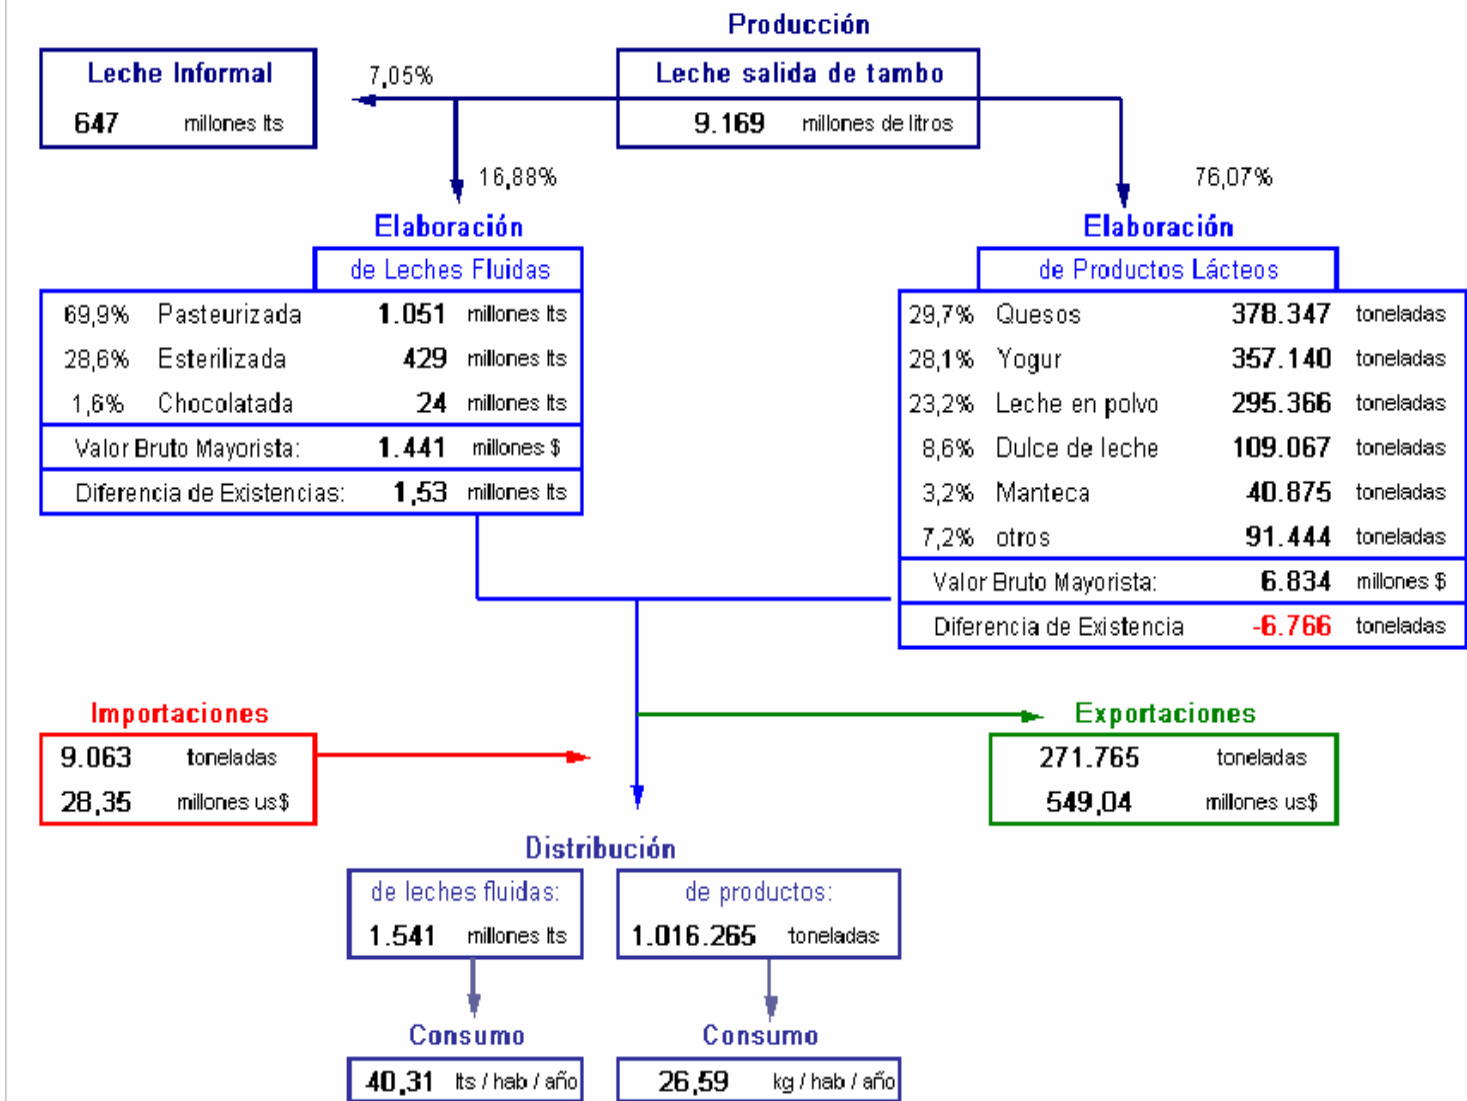 Producción
Leche Informal
7,05%
Leche salida de tambo
647 millones lts
9.169 millones de litros
16,88%
76,07%
Elaboración
Elaboración
de Leches Fluidas
de Productos Lácteos
69,9% Pasteurizada 1.051 millones lts
28,6% Esterilizada 429 millones lts
1,6% Chocolatada 24 millones lts
Valor Bruto Mayorista: 1.441 millones $
Diferencia de Existencias: 1,53 millones lts
29,7% Quesos 378.347 toneladas
28,1% Yogur 357.140 toneladas
23,2% Leche en polvo 295.366 toneladas
8,6% Dulce de leche 109.067 toneladas
3,2% Manteca 40.875 toneladas
7,2% otros 91.444 toneladas
Valor Bruto Mayorista: 6.834 millones $
Diferencia de Existencia -6.766 toneladas
Importaciones
9.063 toneladas
28,35 millones us$
Exportaciones
271.765 toneladas
549,04 millones us$
Distribución
de leches fluidas:
1.541 millones lts
de productos:
1.016.265 toneladas
Consumo
40,31 lts / hab / año
Consumo
26,59 kg / hab / año